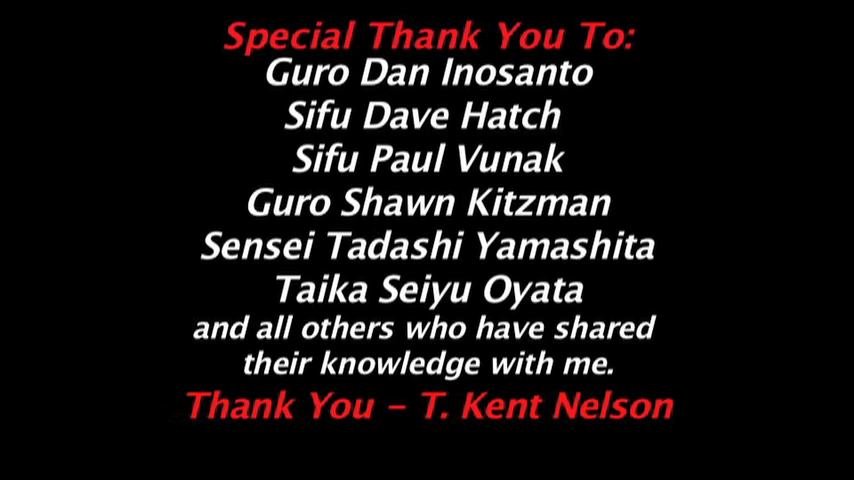 Special Thank You To:
Guro Dan Inosanto
Sifu Dave Hatch
Sifu Paul Vunak
Guro Shawn Kitzman
Sensei Tadashi Yamashita
Taika Seiyu Oyata
and all others who have shared
their knowledge with me.
Thank You - T. Kent Nelson